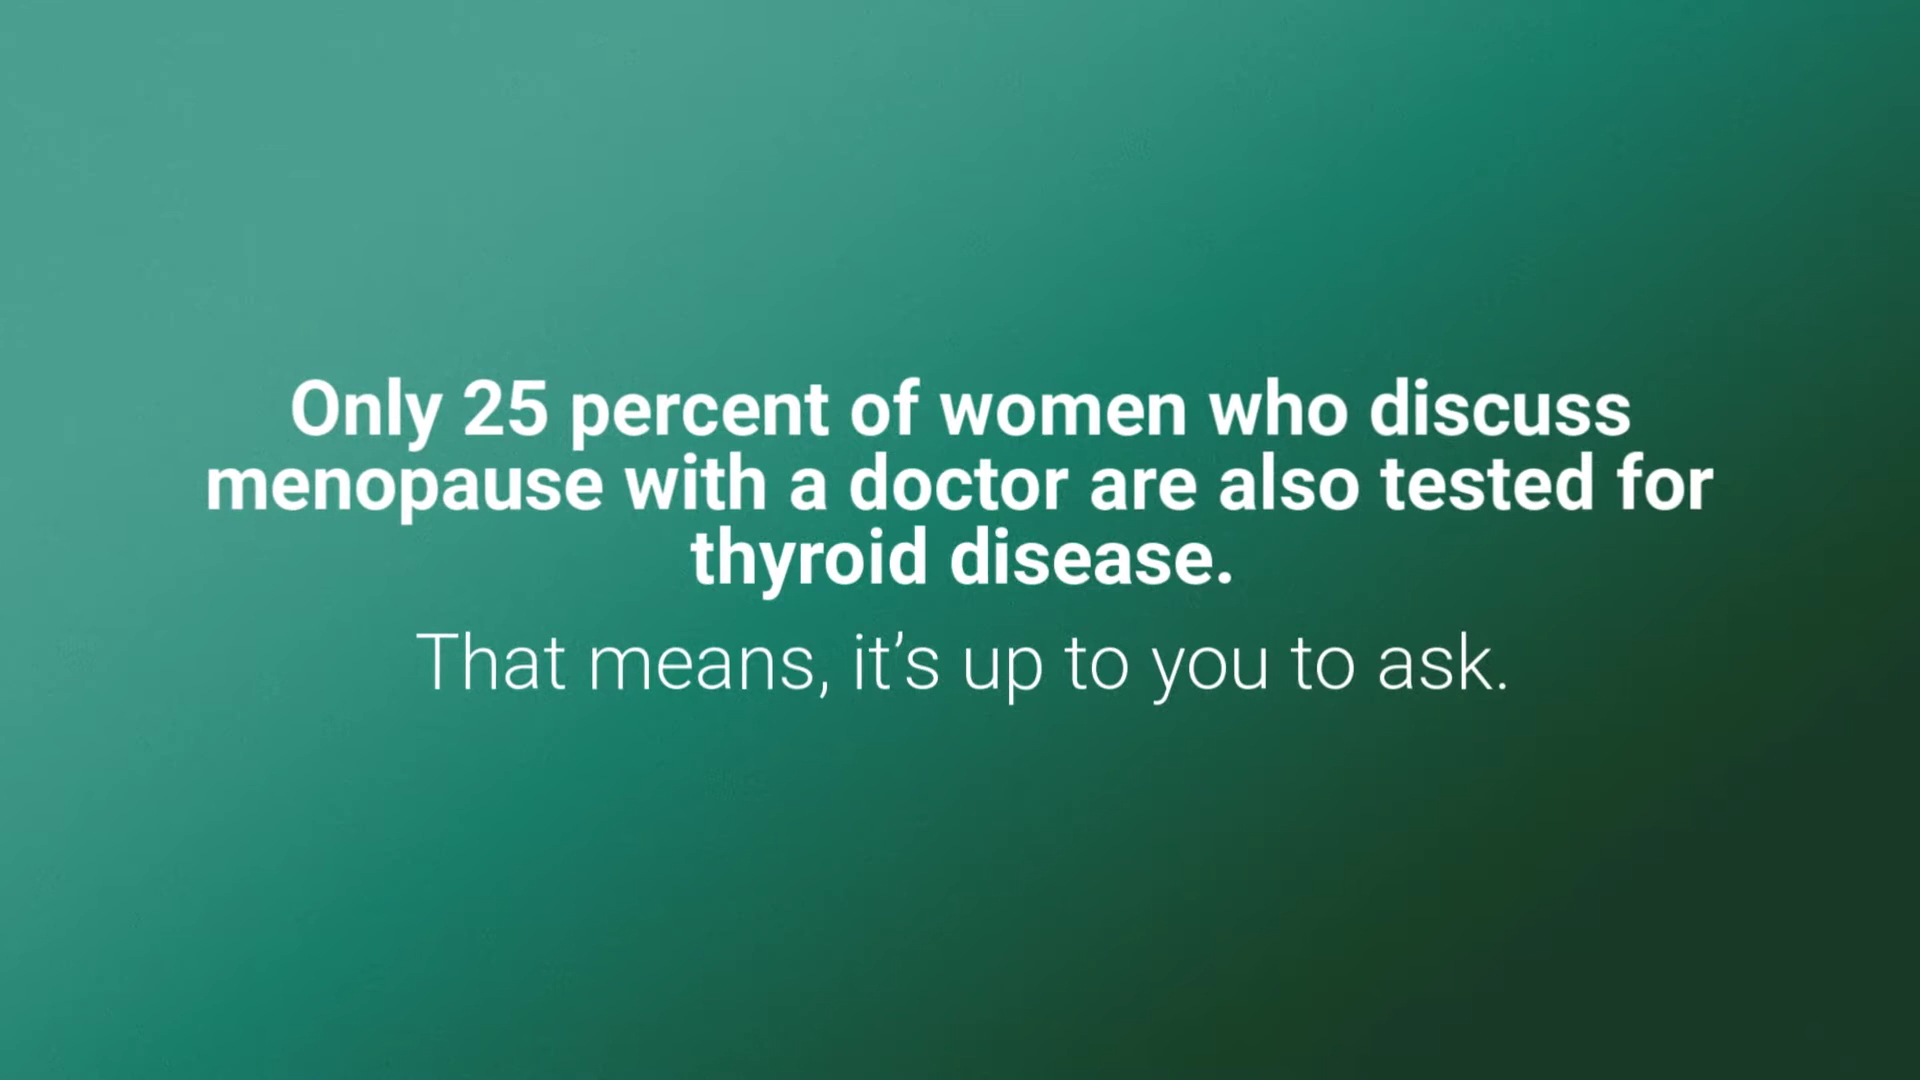 Only 25 percent of women who discuss
menopause with a doctor are also tested for
thyroid disease.
That means, it’s up to you to ask.